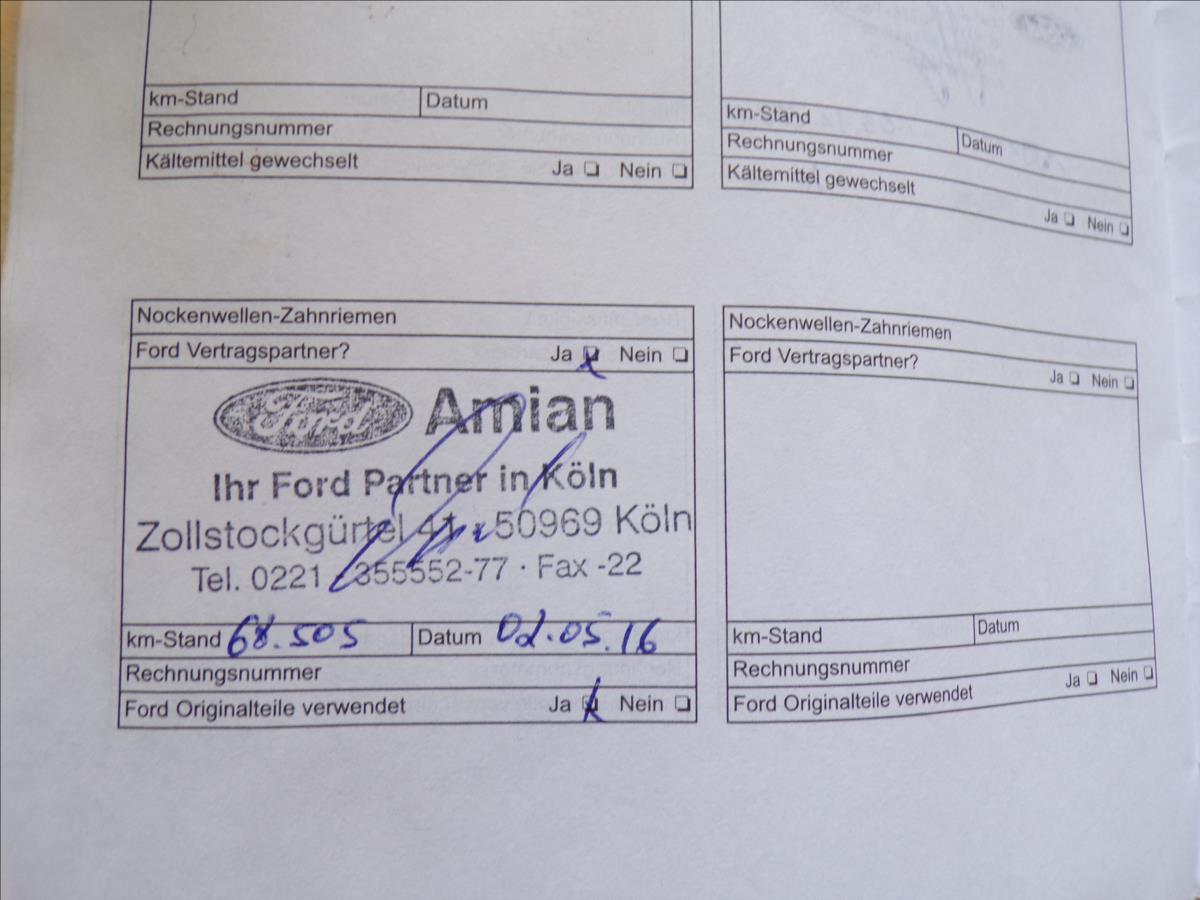 km-Stand Datum
Rechnungsnummer
Kältemittel gewechselt Ja ❏ Nein ❏
km-Stand Datum
Rechnungsnummer
Kältemittel gewechselt
Ja ❏ Nein ❏
Nockenwellen-Zahnriemen
Ford Vertragspartner? Ja ❏ Nein ❏
Ford Amian
Ihr Ford Partner in Köln
Zollstockgürtel 41 · 50969 Köln
Tel. 0221 - 355552-77 · Fax -22
km-Stand 68.505 Datum 02.05.16
Rechnungsnummer
Ford Originalteile verwendet Ja ❏ Nein ❏
Nockenwellen-Zahnriemen
Ford Vertragspartner?
Ja ❏ Nein ❏
km-Stand Datum
Rechnungsnummer
Ja ❏ Nein ❏
Ford Originalteile verwendet